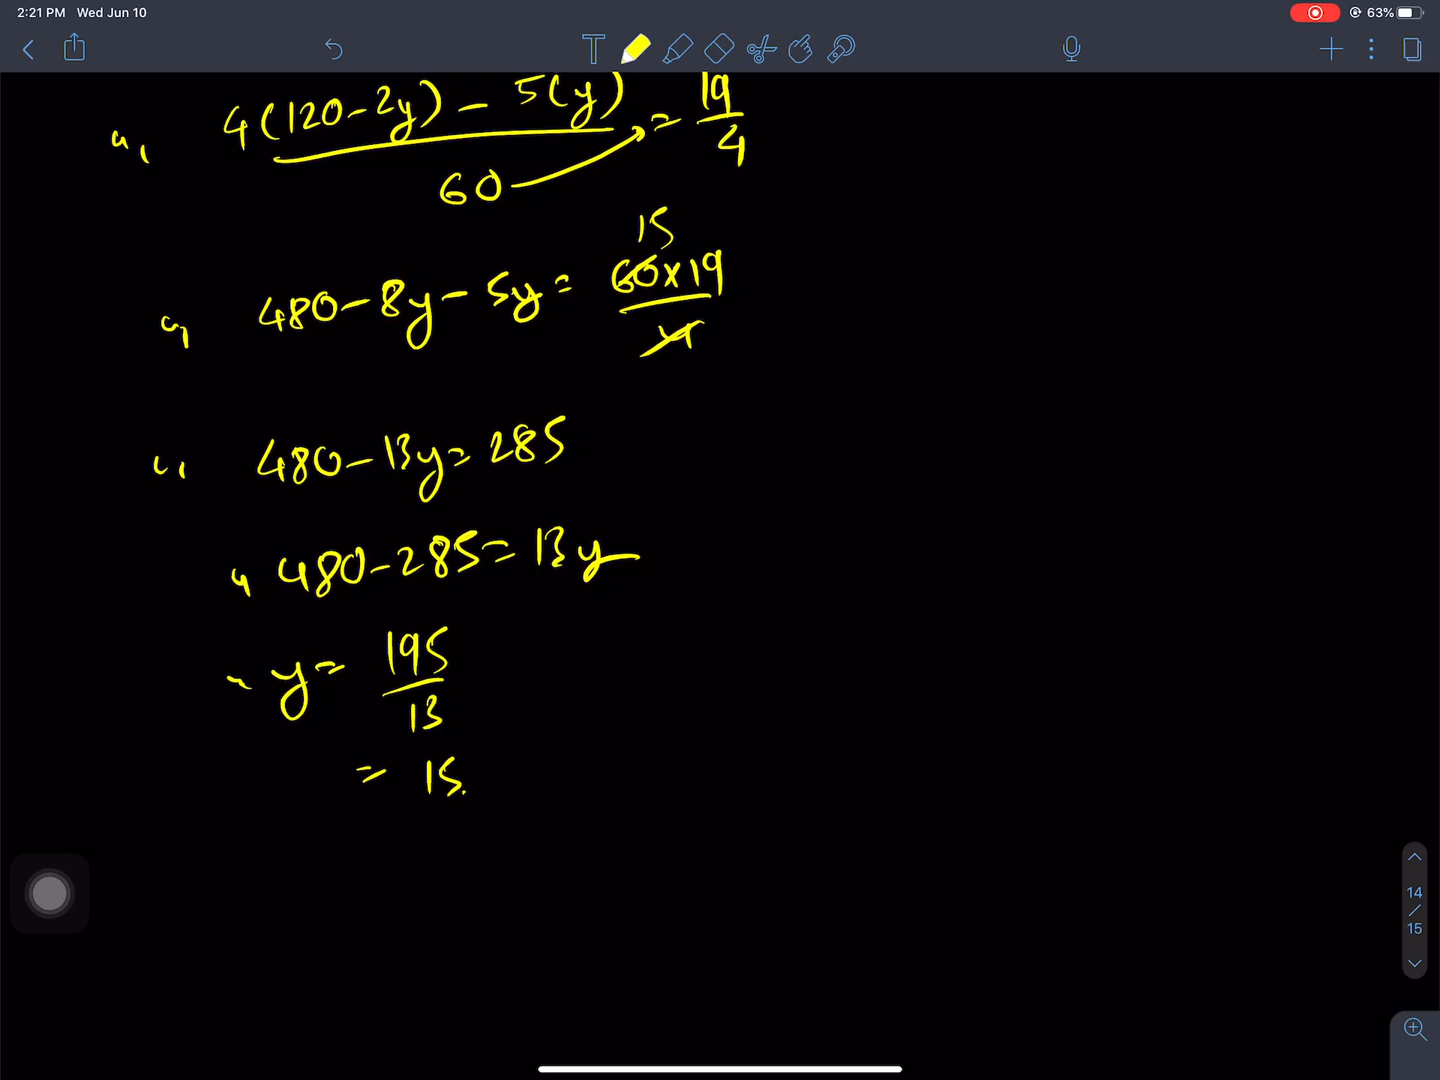 2:21 PM Wed Jun 10
63%
4(120-2y) - 5(y) = 19/4
60
15
480-8y-5y = 60x19/4
480-13y=285
480-285=13y
y= 195/13
= 15.
14
/
15